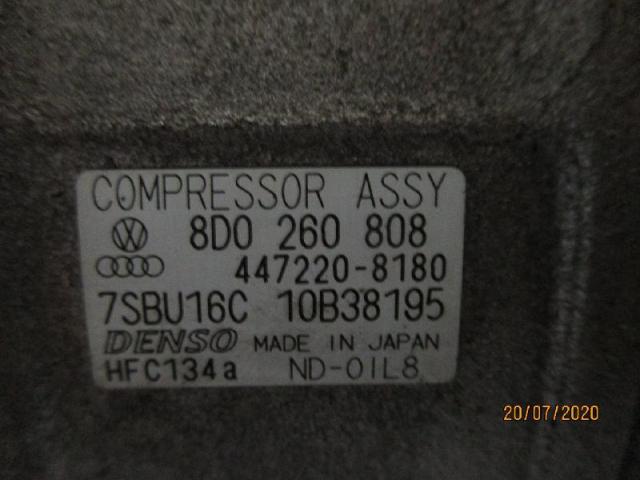 COMPRESSOR ASSY
8D0 260 808
447220-8180
7SBU16C 10B38195
DENSO MADE IN JAPAN
HFC134a ND-OIL8
20/07/2020